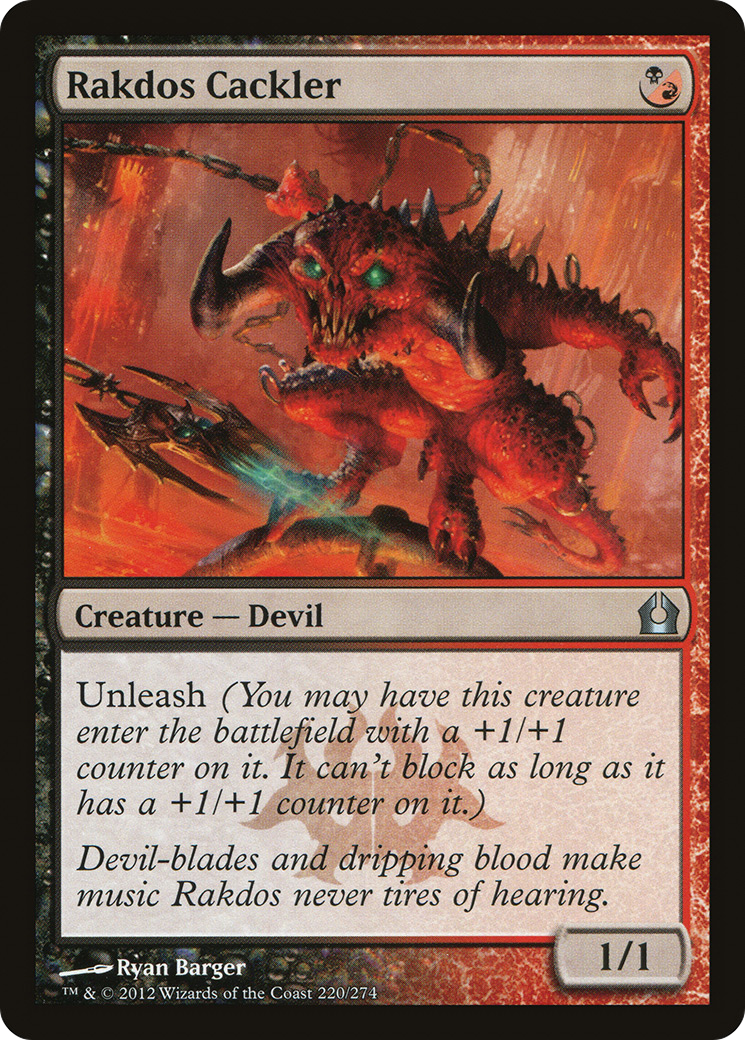 Rakdos Cackler
Creature — Devil
Unleash (You may have this creature
enter the battlefield with a +1/+1
counter on it. It can't block as long as it
has a +1/+1 counter on it.)
Devil-blades and dripping blood make
music Rakdos never tires of hearing.
1/1
Ryan Barger
™ & © 2012 Wizards of the Coast 220/274